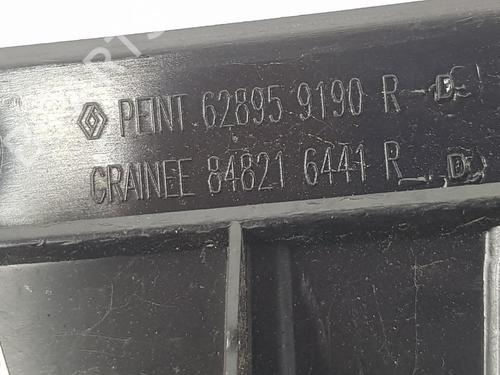 PEINT. 62895 9190 R - D
GRAINEE 84821 6441 R - D